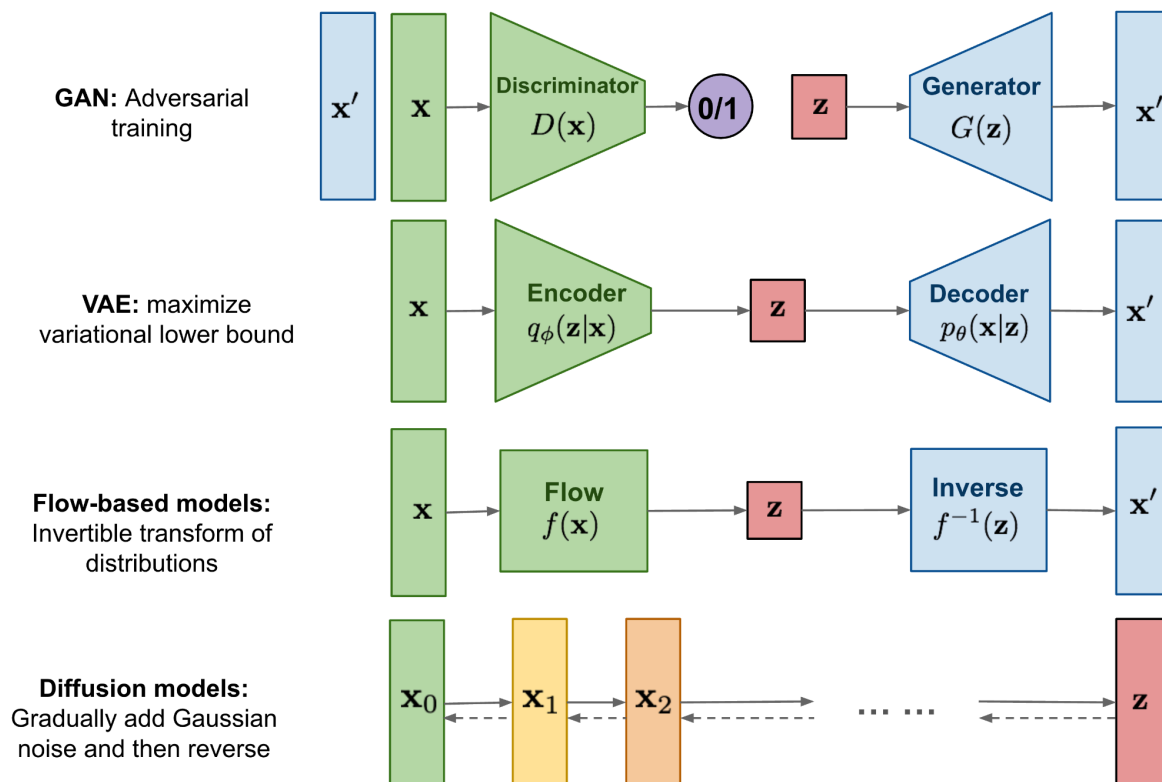 GAN: Adversarial
training
x′
x
Discriminator
D(x)
0/1
z
Generator
G(z)
x′
VAE: maximize
variational lower bound
x
Encoder
qϕ(z|x)
z
Decoder
pθ(x|z)
x′
Flow-based models:
Invertible transform of
distributions
x
Flow
f(x)
z
Inverse
f⁻¹(z)
x′
Diffusion models:
Gradually add Gaussian
noise and then reverse
x₀
x₁
x₂
... ...
z